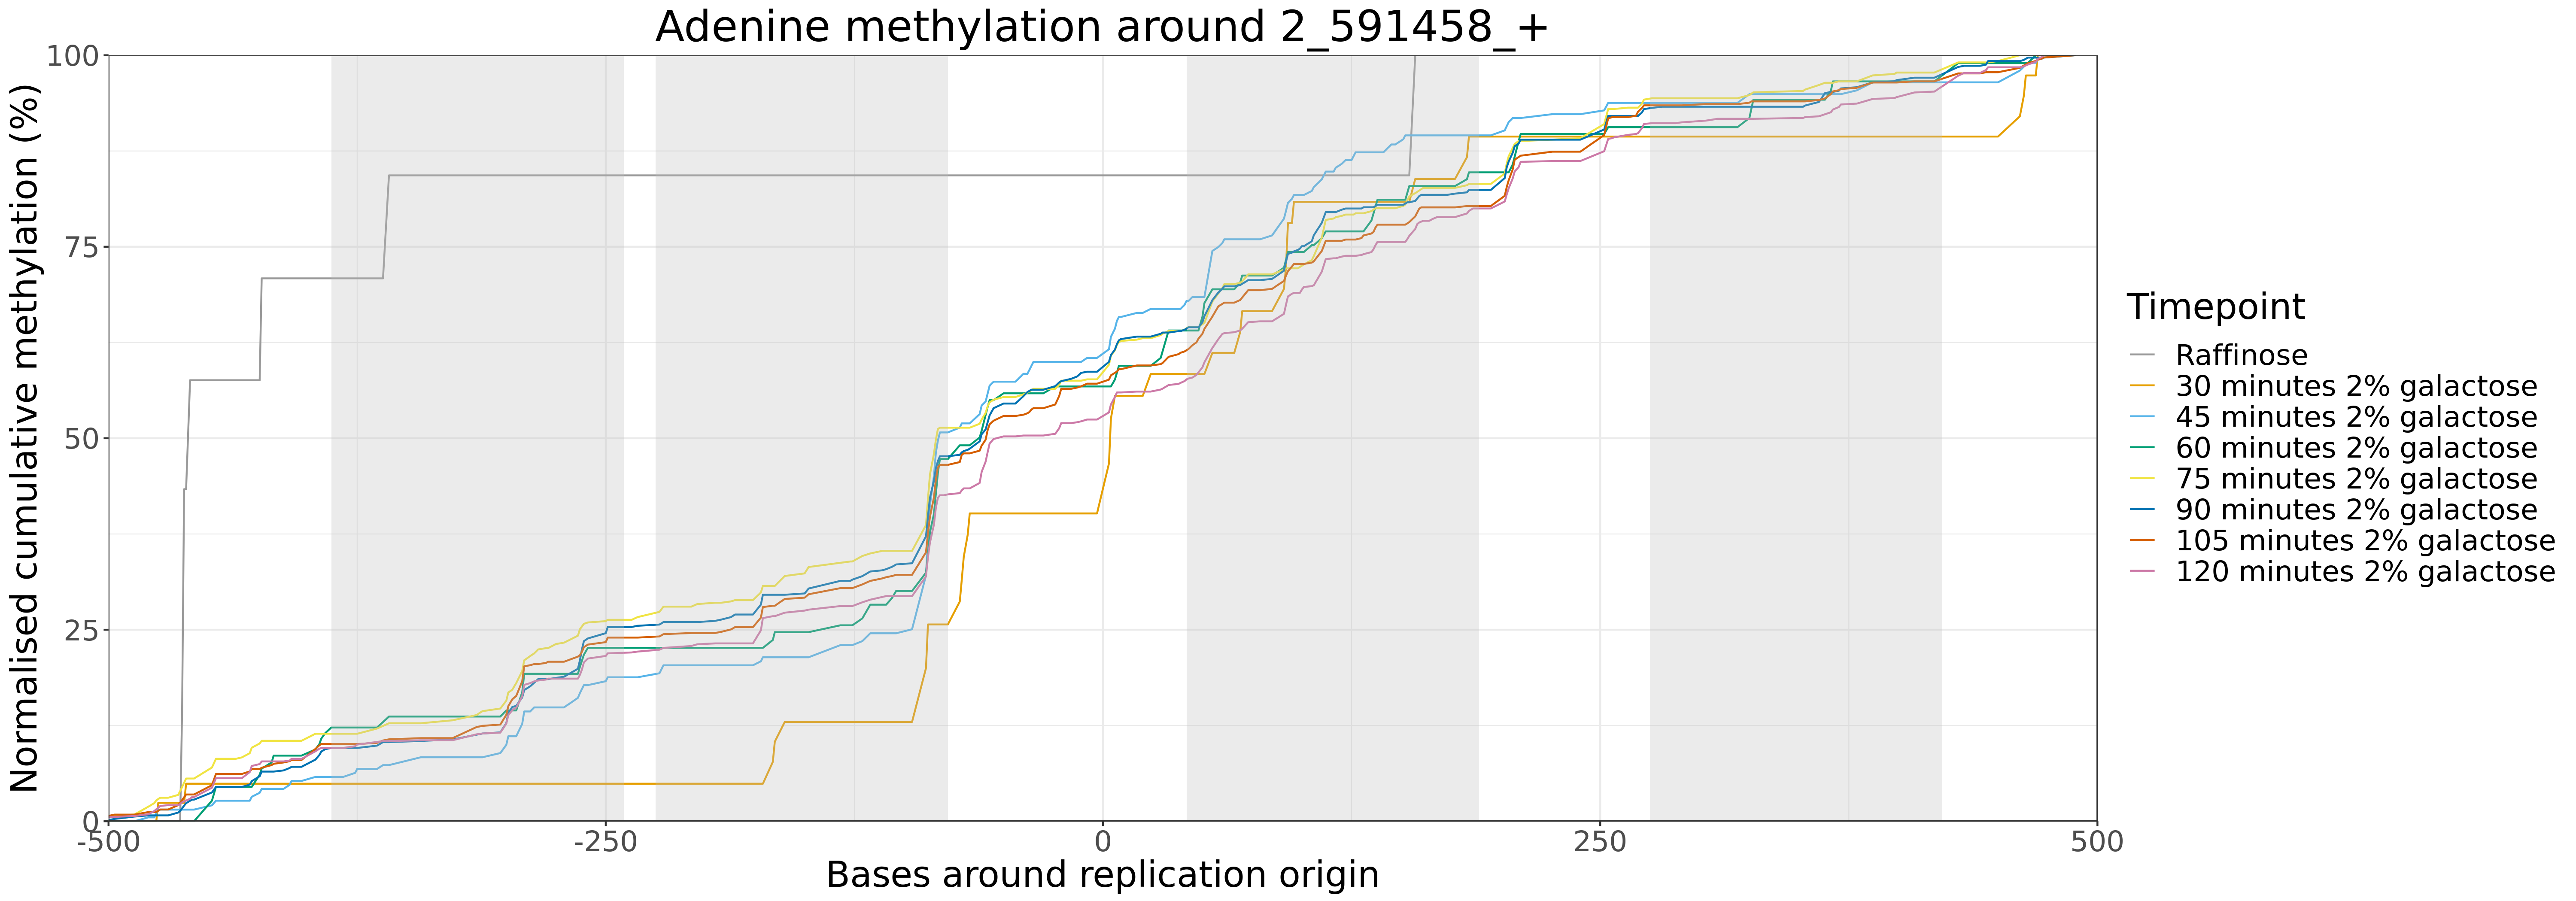 Adenine methylation around 2_591458_+
Normalised cumulative methylation (%)
100
75
50
25
0
-500
-250
0
250
500
Bases around replication origin
Timepoint
Raffinose
30 minutes 2% galactose
45 minutes 2% galactose
60 minutes 2% galactose
75 minutes 2% galactose
90 minutes 2% galactose
105 minutes 2% galactose
120 minutes 2% galactose